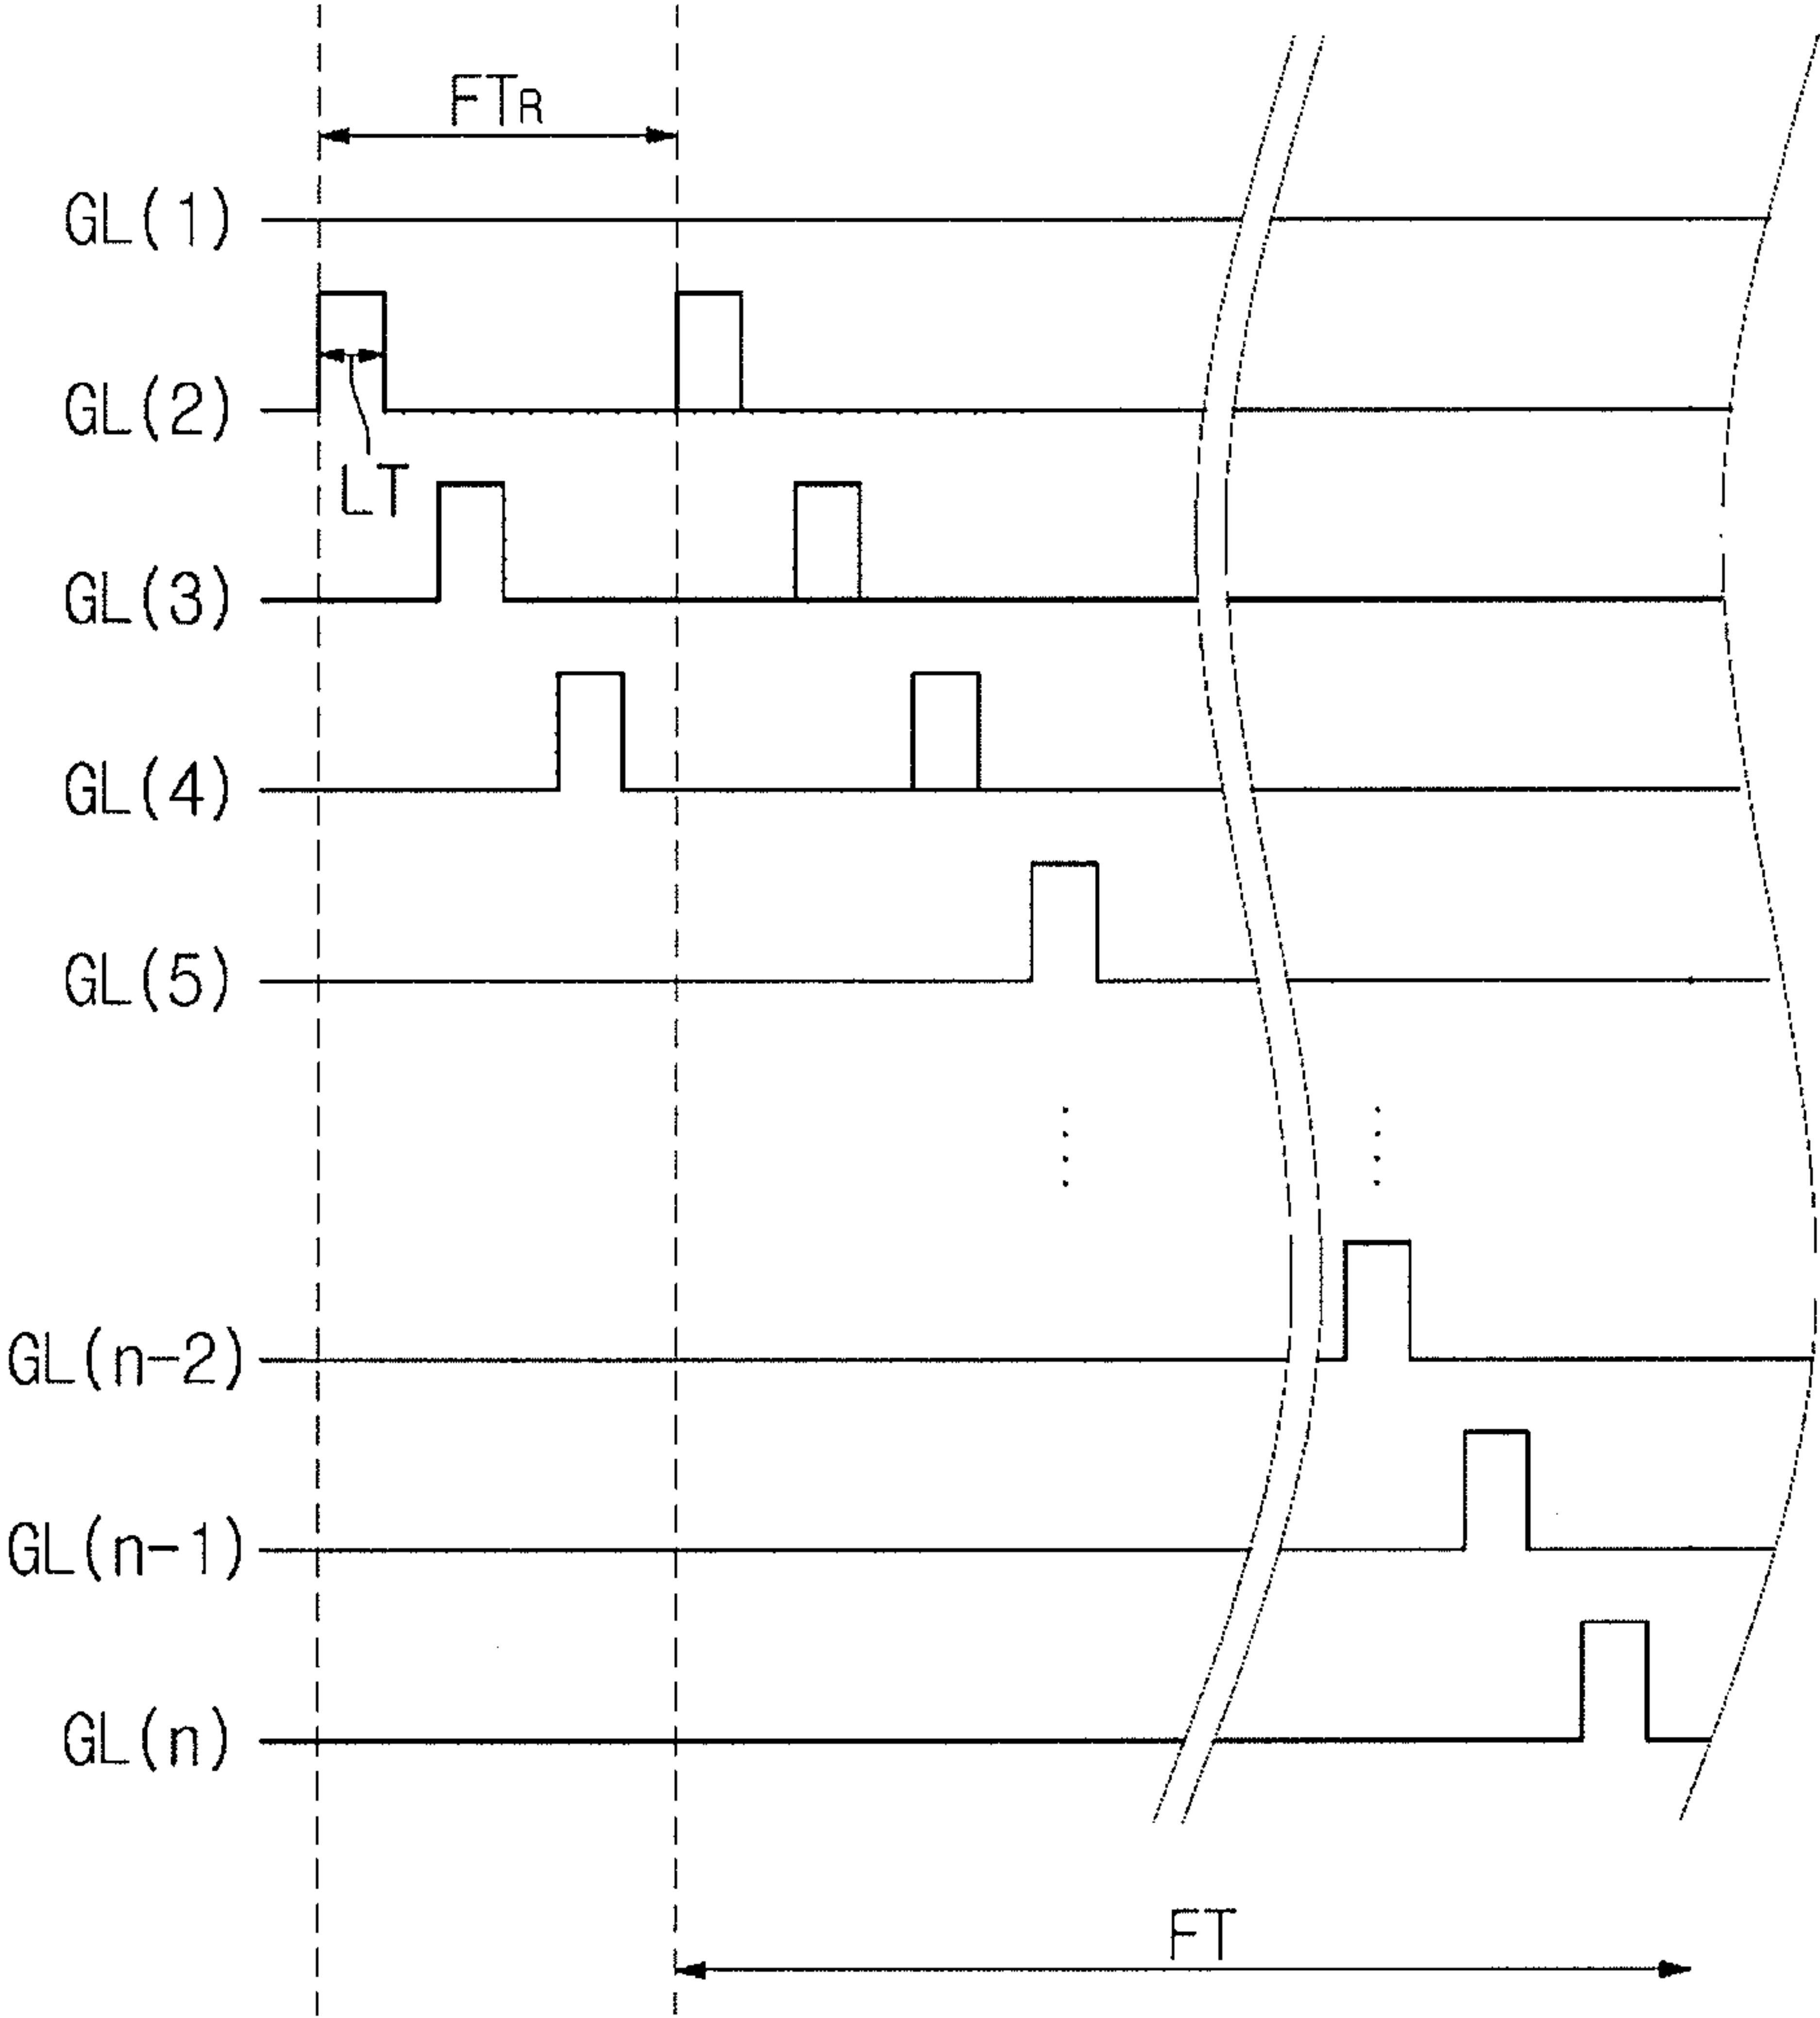 FTR
GL(1)
GL(2)
LT
GL(3)
GL(4)
GL(5)
GL(n-2)
GL(n-1)
GL(n)
FT